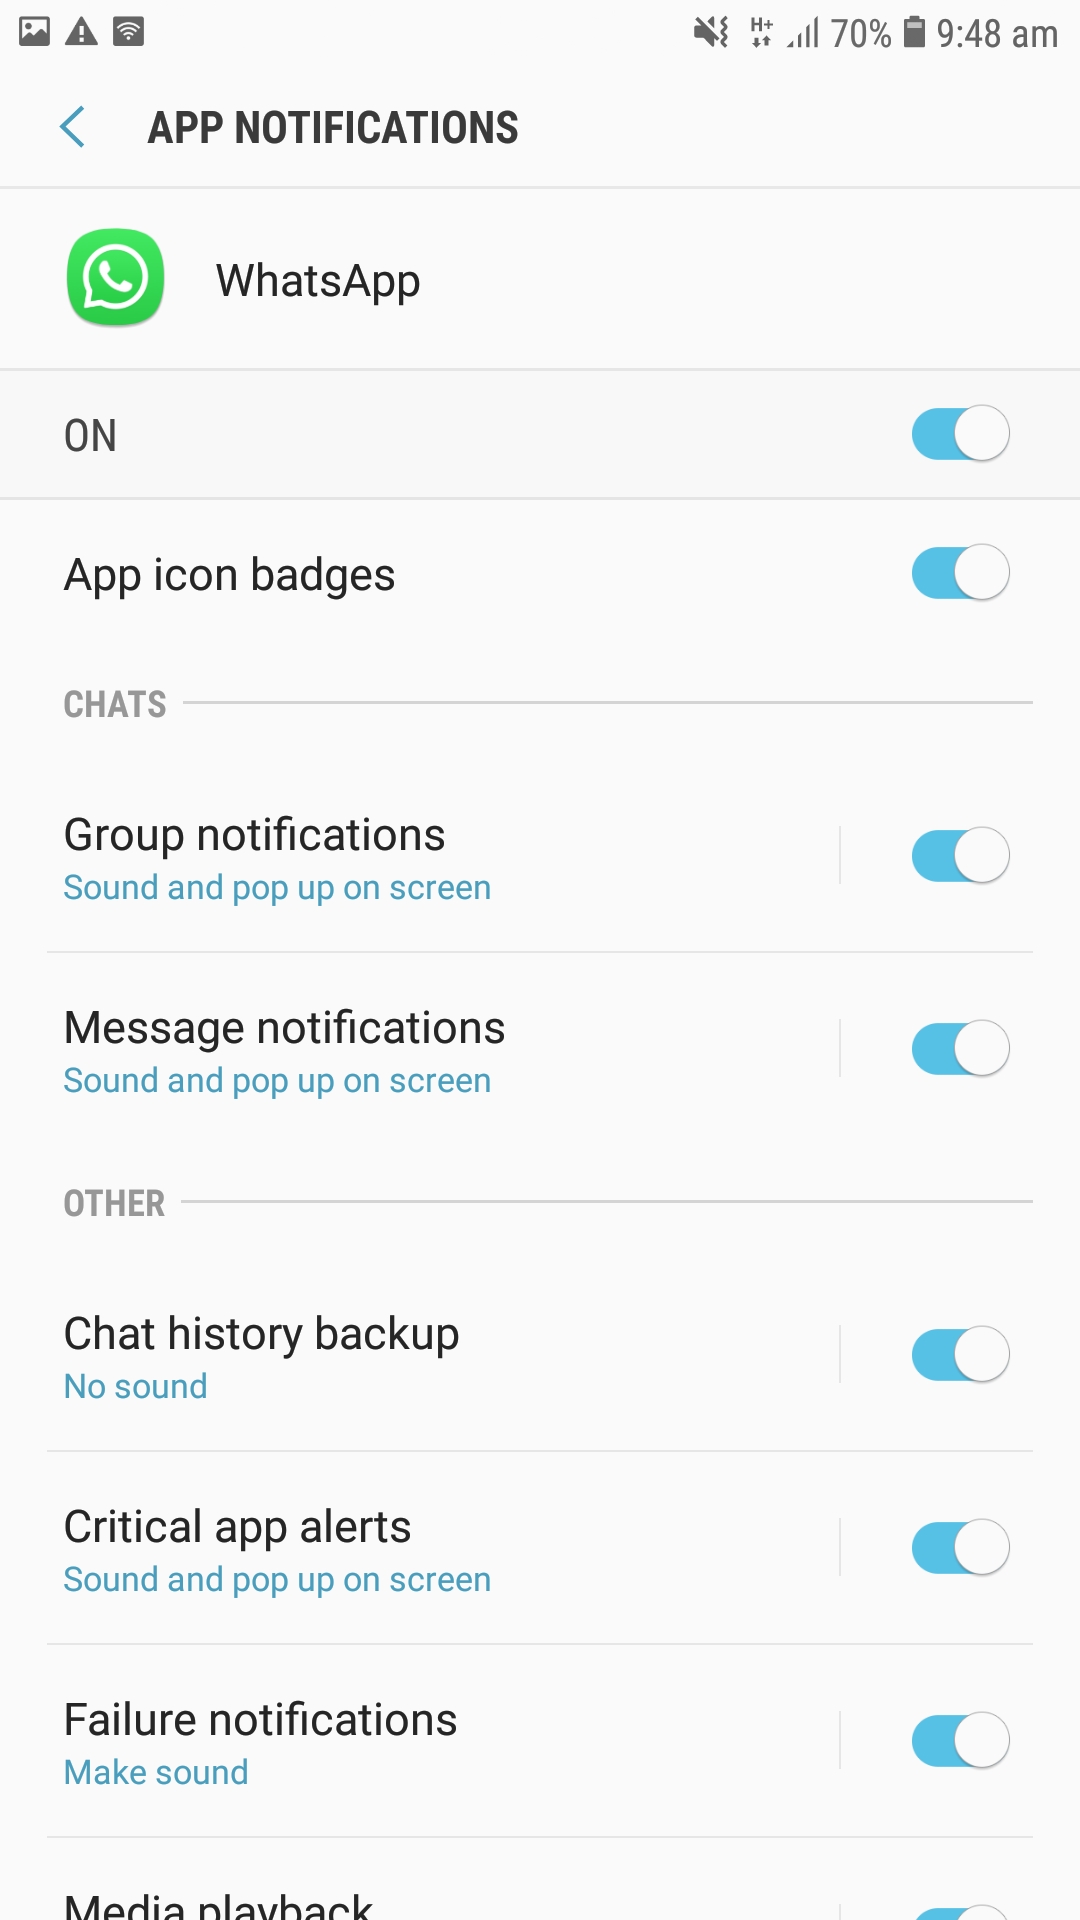 H+ 70% 9:48 am
APP NOTIFICATIONS
WhatsApp
ON
App icon badges
CHATS
Group notifications
Sound and pop up on screen
Message notifications
Sound and pop up on screen
OTHER
Chat history backup
No sound
Critical app alerts
Sound and pop up on screen
Failure notifications
Make sound
Media playback